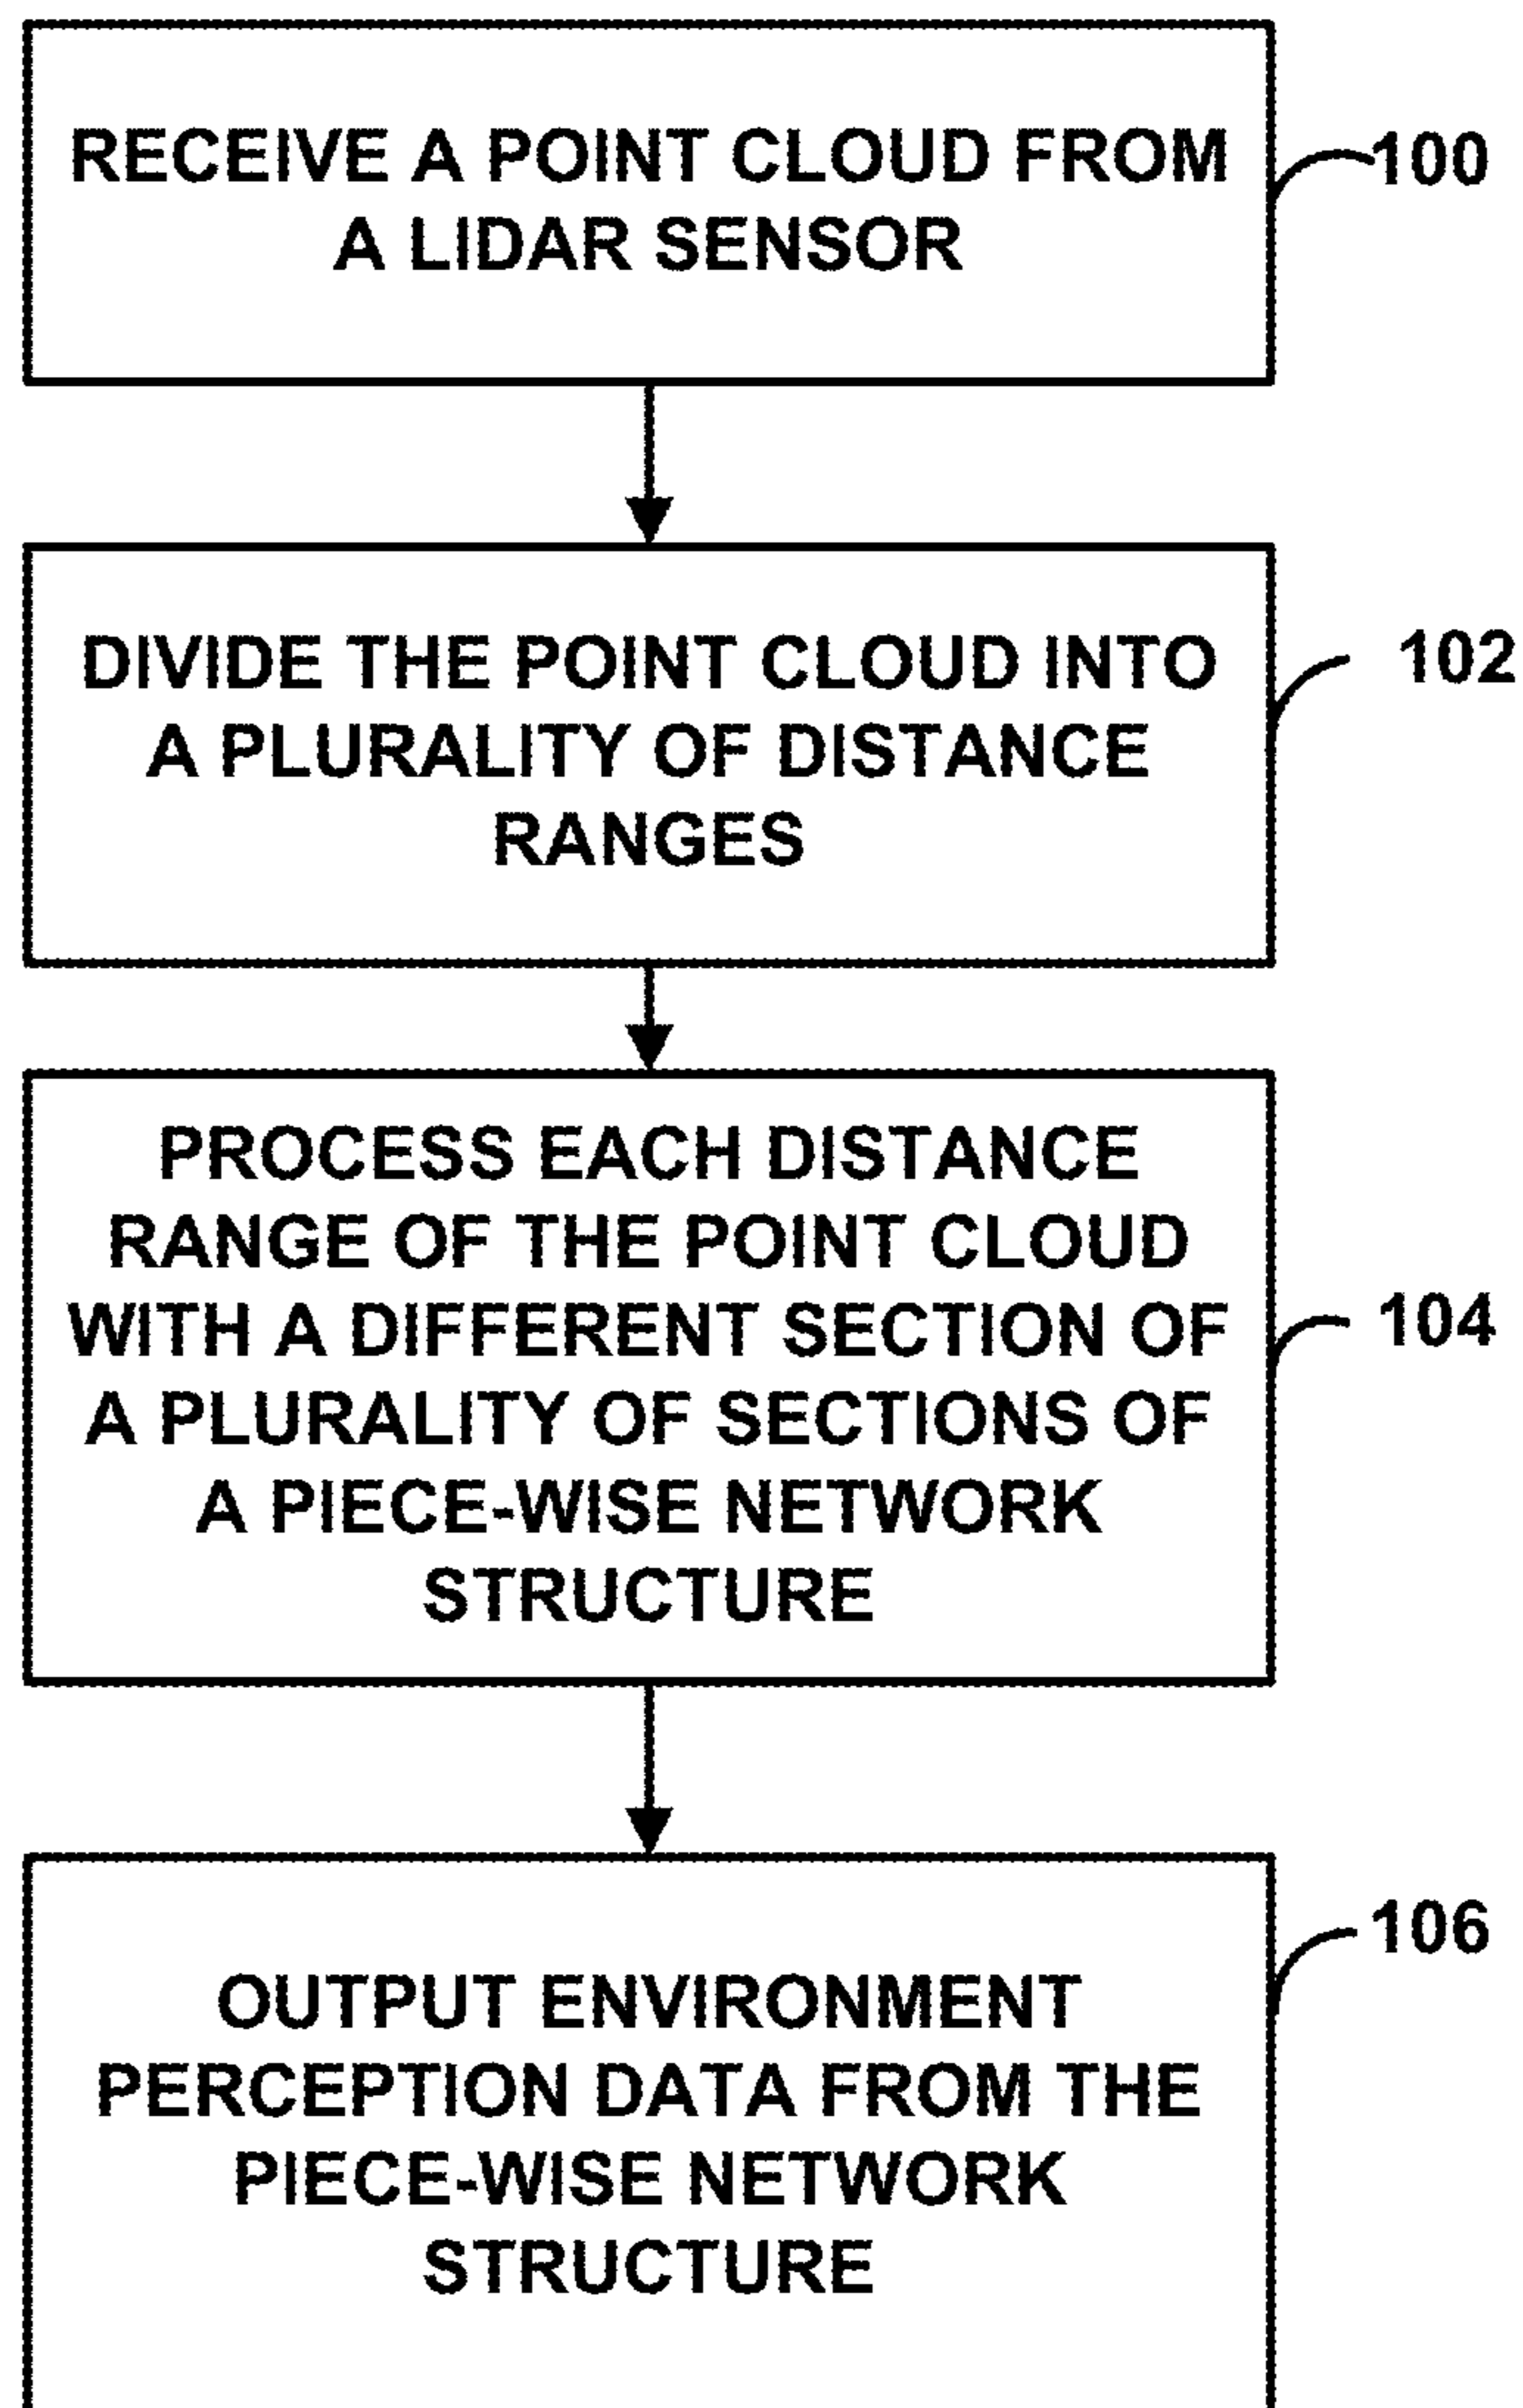 RECEIVE A POINT CLOUD FROM
A LIDAR SENSOR
100
DIVIDE THE POINT CLOUD INTO
A PLURALITY OF DISTANCE
RANGES
102
PROCESS EACH DISTANCE
RANGE OF THE POINT CLOUD
WITH A DIFFERENT SECTION OF
A PLURALITY OF SECTIONS OF
A PIECE-WISE NETWORK
STRUCTURE
104
OUTPUT ENVIRONMENT
PERCEPTION DATA FROM THE
PIECE-WISE NETWORK
STRUCTURE
106